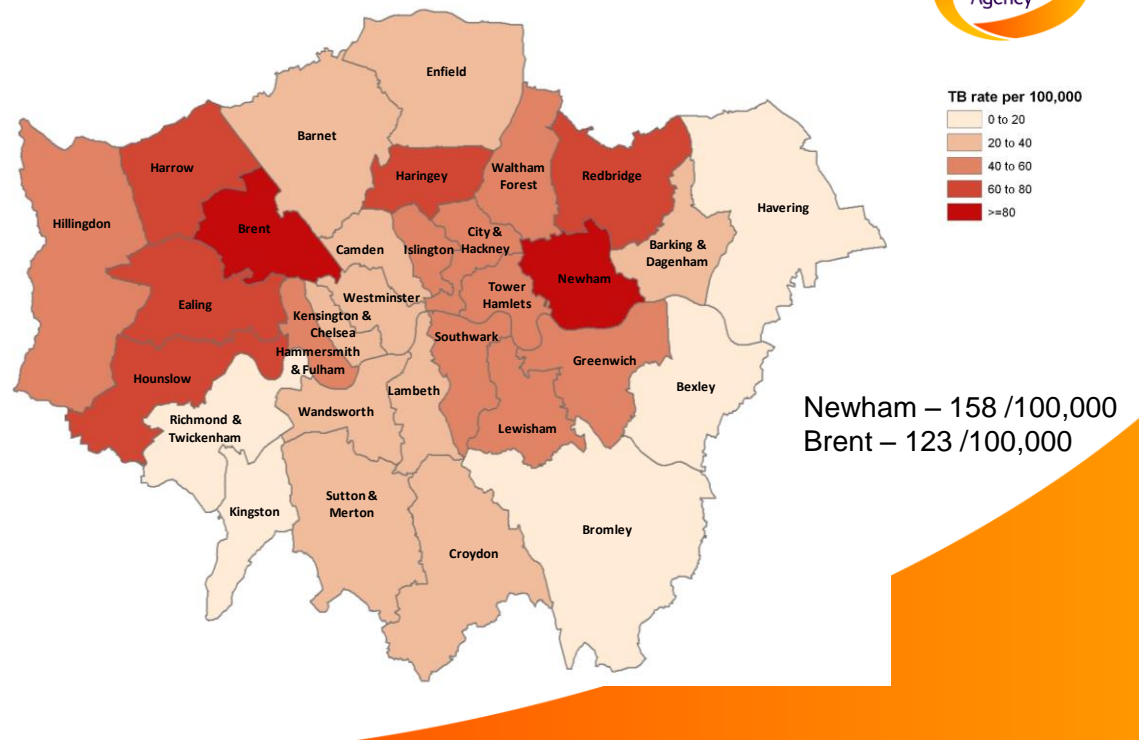 Agency
TB rate per 100,000
0 to 20
20 to 40
40 to 60
60 to 80
>=80
Enfield
Barnet
Harrow
Haringey
Waltham
Forest
Redbridge
Havering
Hillingdon
Brent
Camden
Islington
City &
Hackney
Barking &
Dagenham
Newham
Ealing
Westminster
Kensington &
Chelsea
Tower
Hamlets
Southwark
Hammersmith
& Fulham
Greenwich
Hounslow
Lambeth
Bexley
Richmond &
Twickenham
Wandsworth
Lewisham
Newham – 158 /100,000
Brent – 123 /100,000
Kingston
Sutton &
Merton
Croydon
Bromley